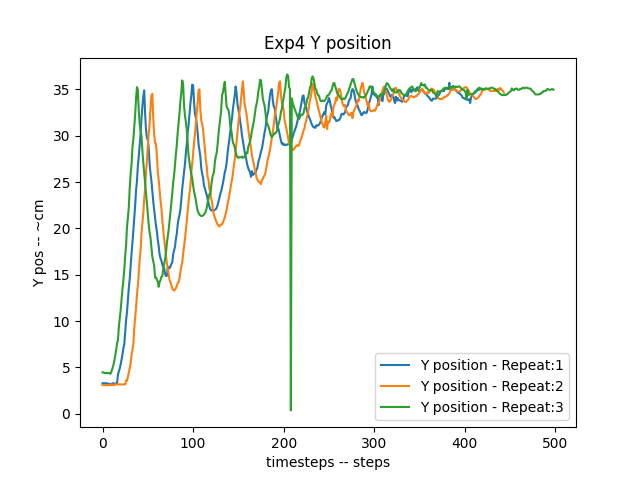 Exp4 Y position
Y pos -- ~cm
35
30
25
20
15
10
5
0
0 100 200 300 400 500
timesteps -- steps
Y position - Repeat:1
Y position - Repeat:2
Y position - Repeat:3